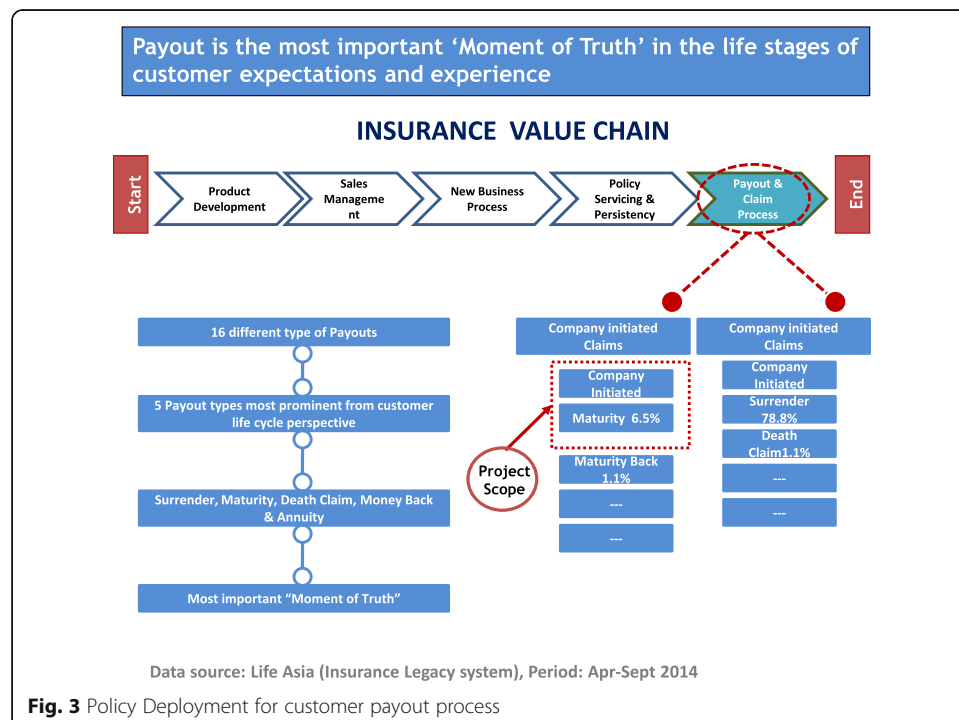 Payout is the most important ‘Moment of Truth’ in the life stages of
customer expectations and experience
INSURANCE VALUE CHAIN
Start
Product
Development
Sales
Manageme
nt
New Business
Process
Policy
Servicing &
Persistency
Payout &
Claim
Process
End
16 different type of Payouts
5 Payout types most prominent from customer
life cycle perspective
Surrender, Maturity, Death Claim, Money Back
& Annuity
Most important “Moment of Truth”
Company initiated
Claims
Company
Initiated
Maturity 6.5%
Project
Scope
Maturity Back
1.1%
---
---
Company initiated
Claims
Company
Initiated
Surrender
78.8%
Death
Claim1.1%
---
---
Data source: Life Asia (Insurance Legacy system), Period: Apr-Sept 2014
Fig. 3 Policy Deployment for customer payout process